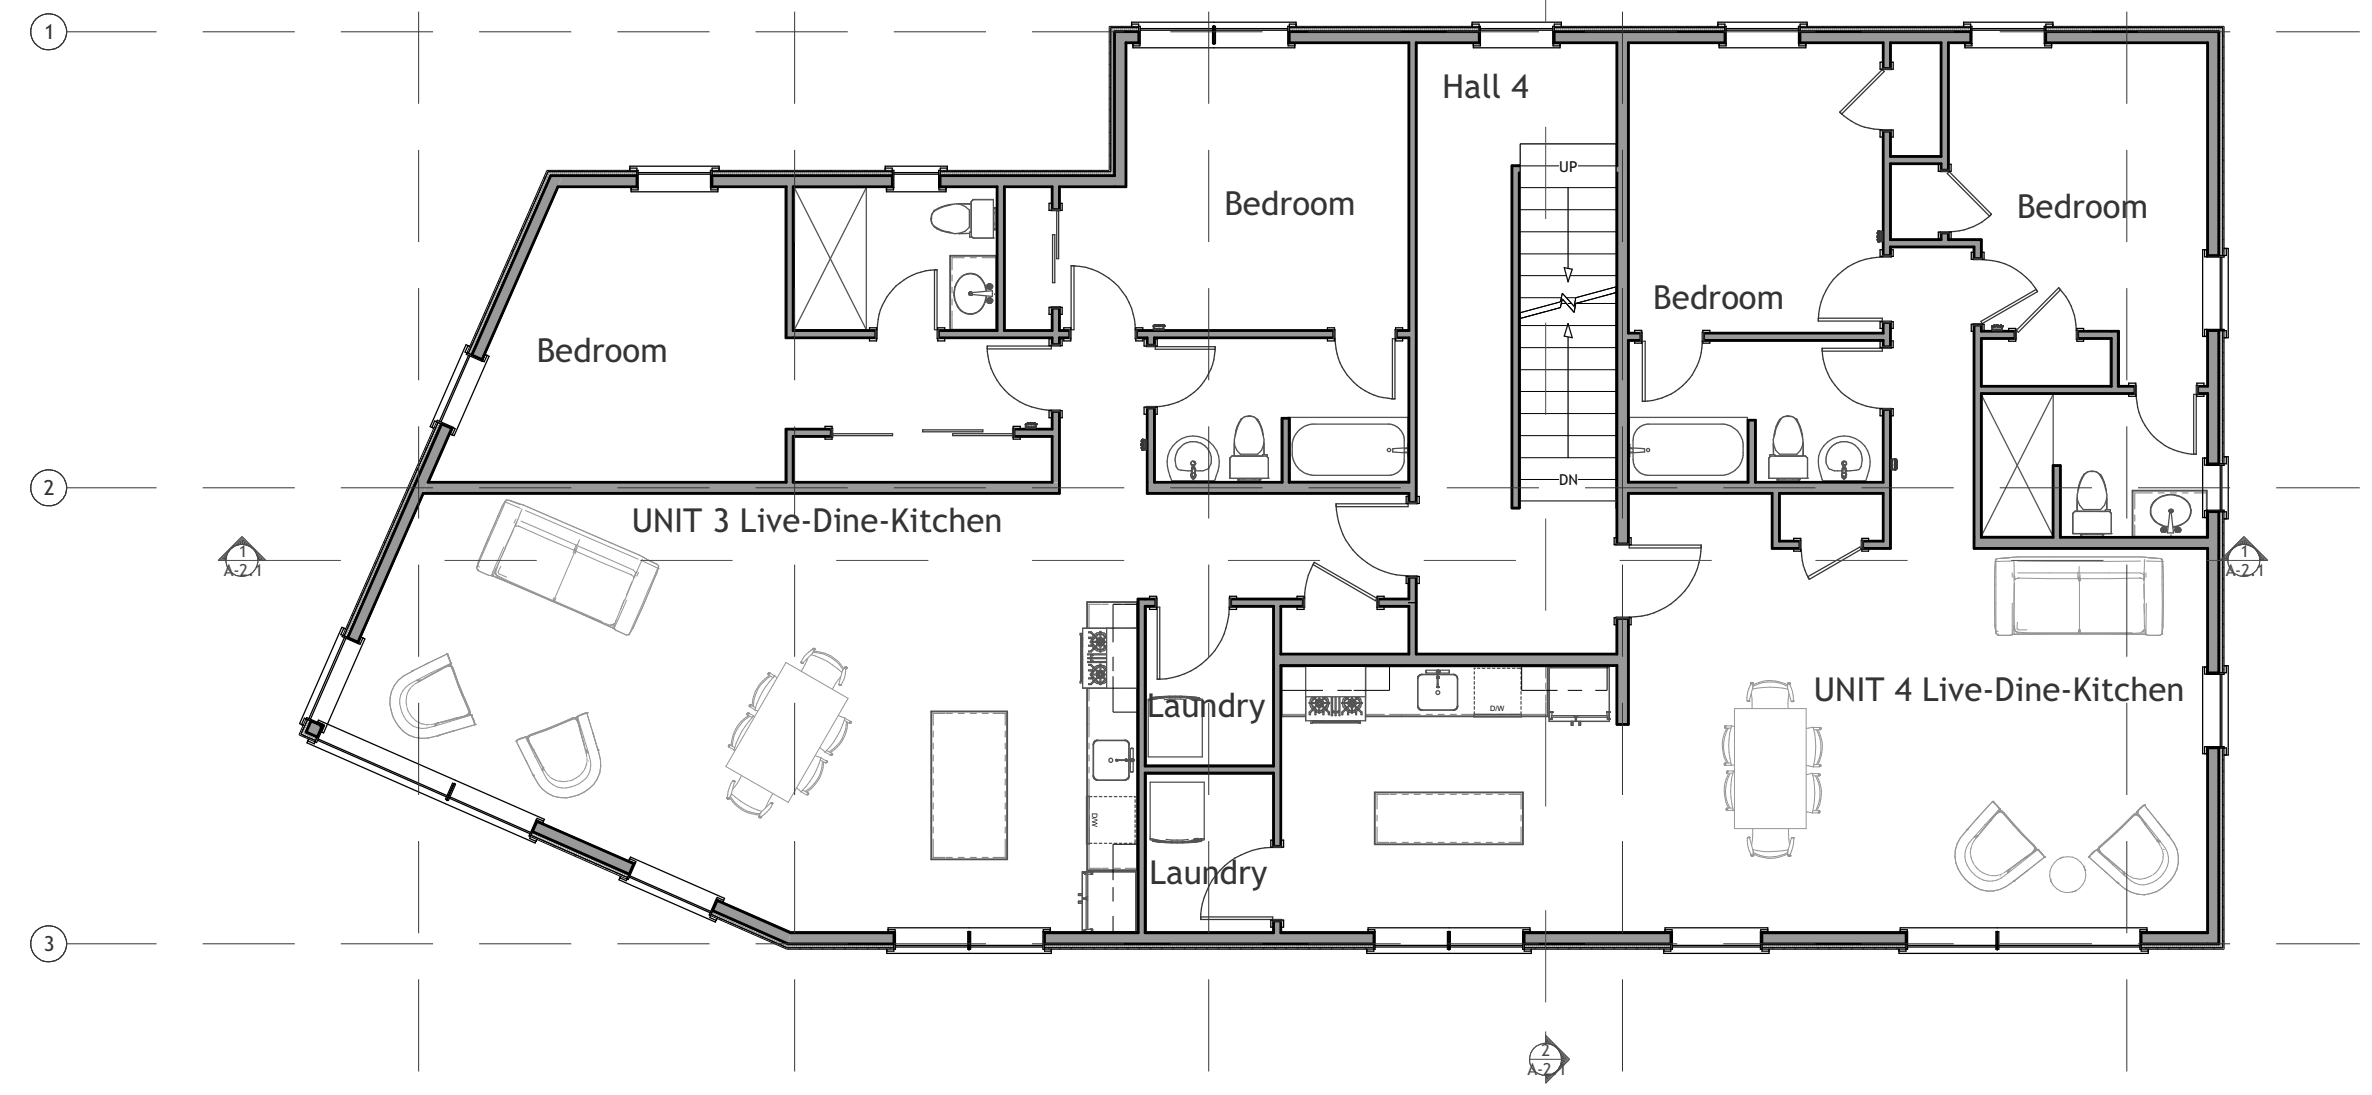 1
Hall 4
UP
Bedroom
Bedroom
Bedroom
Bedroom
2
DN
UNIT 3 Live-Dine-Kitchen
1
A-2.1
1
A-2.1
UNIT 4 Live-Dine-Kitchen
Laundry
D/W
D/W
Laundry
3
2
A-2.1